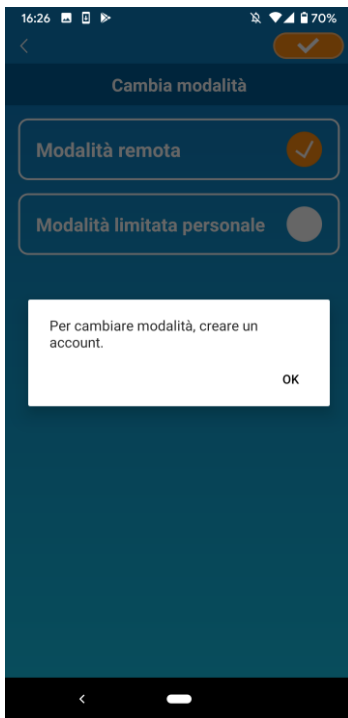 16:26
70%
Cambia modalità
Modalità remota
Modalità limitata personale
Per cambiare modalità, creare un
account.
OK